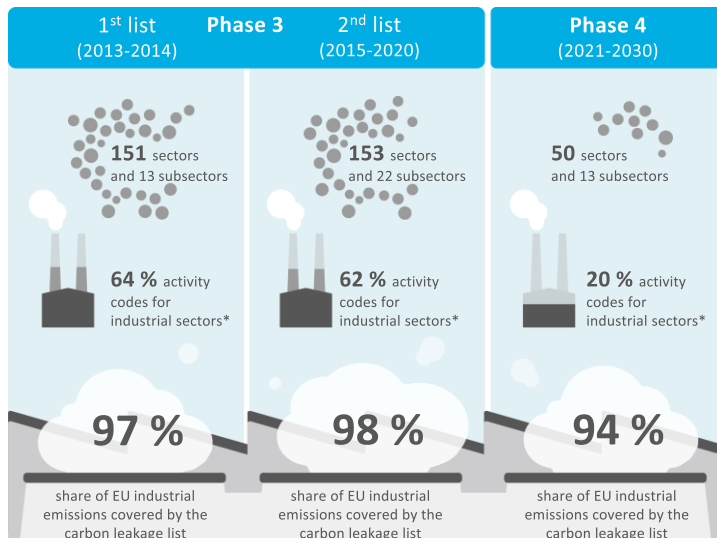 1st list
(2013-2014)
Phase 3
2nd list
(2015-2020)
Phase 4
(2021-2030)
151 sectors
and 13 subsectors
153 sectors
and 22 subsectors
50 sectors
and 13 subsectors
64 % activity
codes for
industrial sectors*
62 % activity
codes for
industrial sectors*
20 % activity
codes for
industrial sectors*
97 %
98 %
94 %
share of EU industrial
emissions covered by the
carbon leakage list
share of EU industrial
emissions covered by the
carbon leakage list
share of EU industrial
emissions covered by the
carbon leakage list